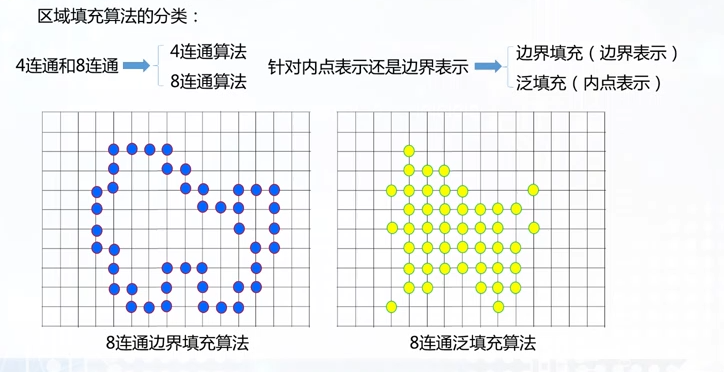 区域填充算法的分类：
4连通和8连通
4连通算法
8连通算法
针对内点表示还是边界表示
边界填充（边界表示）
泛填充（内点表示）
8连通边界填充算法
8连通泛填充算法